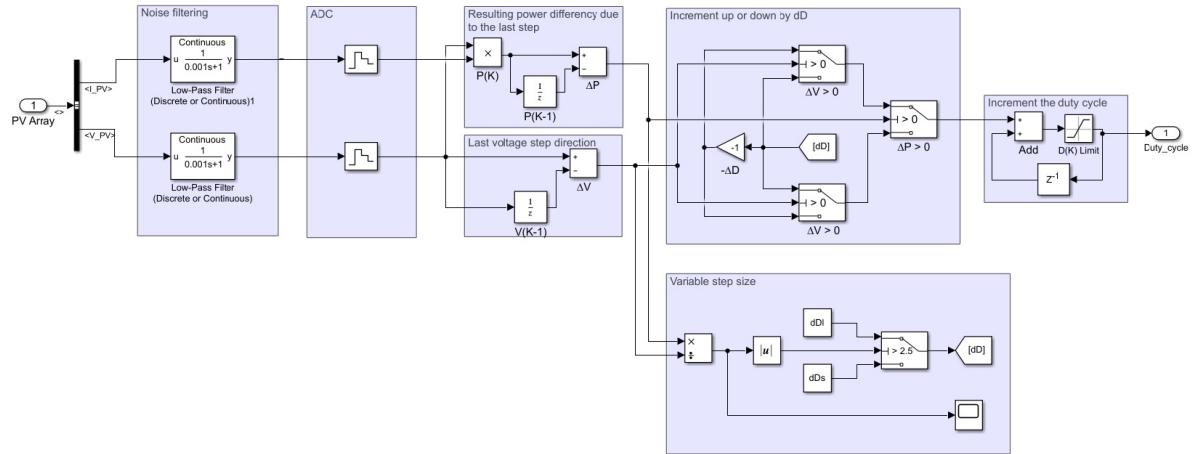 Noise filtering
ADC
Resulting power differency due
to the last step
Increment up or down by dD
Continuous
u 1 y
0.001s+1
Low-Pass Filter
(Discrete or Continuous)1
<I_PV>
1
<>
PV Array
<V_PV>
Continuous
u 1 y
0.001s+1
Low-Pass Filter
(Discrete or Continuous)
×
P(K)
1
z
P(K-1)
+
−
ΔP
Last voltage step direction
+
−
ΔV
1
z
V(K-1)
> 0
ΔV > 0
> 0
ΔP > 0
-1
-ΔD
[dD]
> 0
ΔV > 0
Increment the duty cycle
+
+
Add
D(K) Limit
Z-1
1
Duty_cycle
Variable step size
×
÷
|u|
dDl
> 2.5
dDs
[dD]